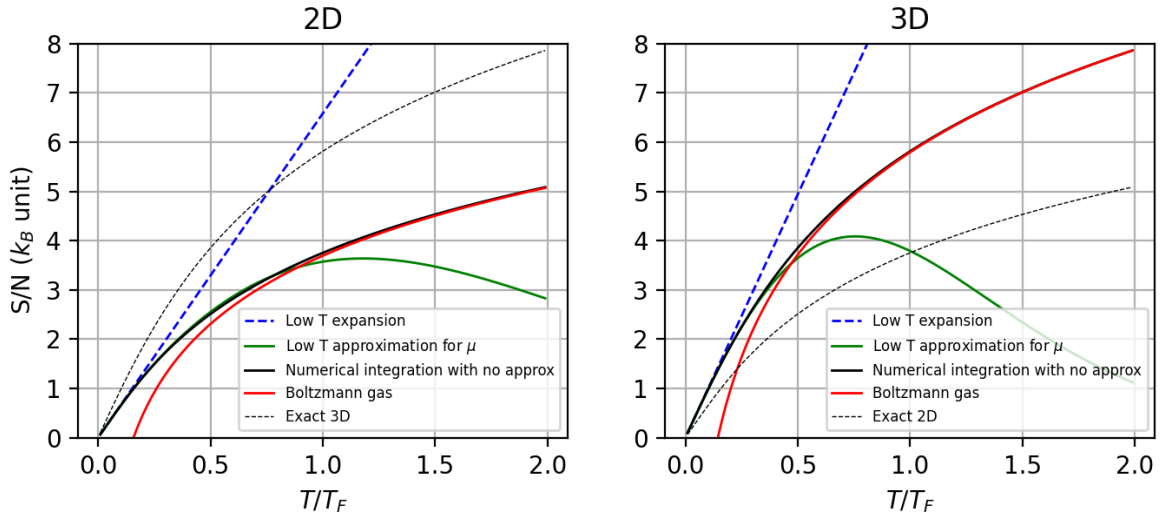 2D
8
7
6
5
4
3
2
1
0
S/N (k_B unit)
0.0 0.5 1.0 1.5 2.0
T/T_F
Low T expansion
Low T approximation for μ
Numerical integration with no approx
Boltzmann gas
Exact 3D
3D
8
7
6
5
4
3
2
1
0
0.0 0.5 1.0 1.5 2.0
T/T_F
Low T expansion
Low T approximation for μ
Numerical integration with no approx
Boltzmann gas
Exact 2D